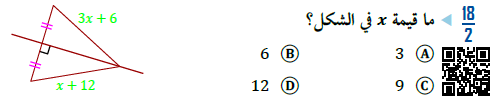 18/2 ما قيمة x في الشكل؟
3x + 6
x + 12
3 (A)
6 (B)
9 (C)
12 (D)